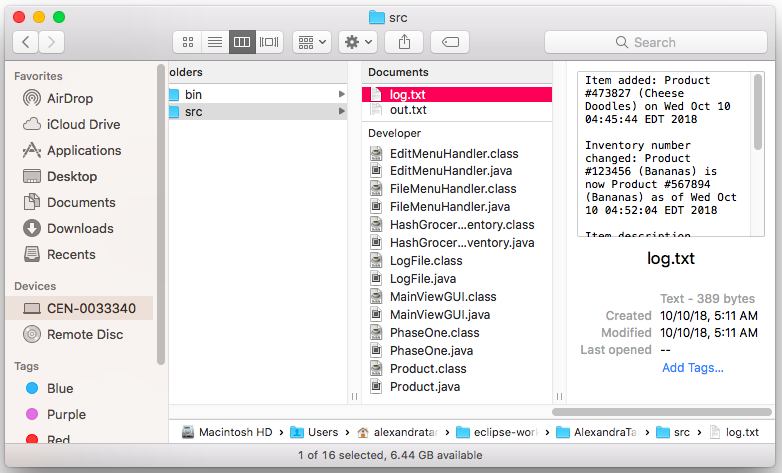 src
Search
Favorites
AirDrop
iCloud Drive
Applications
Desktop
Documents
Downloads
Recents
Devices
CEN-0033340
Remote Disc
Tags
Blue
Purple
Red
olders
bin
src
Documents
log.txt
out.txt
Developer
EditMenuHandler.class
EditMenuHandler.java
FileMenuHandler.class
FileMenuHandler.java
HashGrocer...entory.class
HashGrocer...ventory.java
LogFile.class
LogFile.java
MainViewGUI.class
MainViewGUI.java
PhaseOne.class
PhaseOne.java
Product.class
Product.java
Item added: Product
#473827 (Cheese
Doodles) on Wed Oct 10
04:45:44 EDT 2018
Inventory number
changed: Product
#123456 (Bananas) is
now Product #567894
(Bananas) as of Wed Oct
10 04:52:04 EDT 2018
Item description
log.txt
Text - 389 bytes
Created 10/10/18, 5:11 AM
Modified 10/10/18, 5:11 AM
Last opened --
Add Tags...
Macintosh HD Users alexandratar eclipse-work AlexandraTa src log.txt
1 of 16 selected, 6.44 GB available